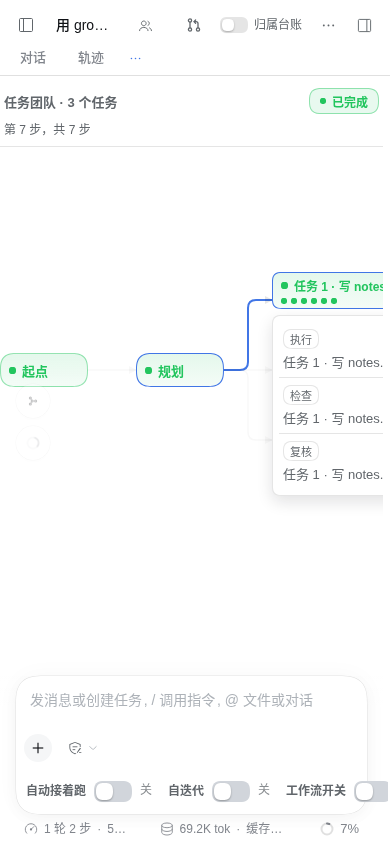 用 gro… 归属台账
对话 轨迹 …
任务团队 · 3 个任务
已完成
第 7 步，共 7 步
任务 1 · 写 notes
执行
任务 1 · 写 notes.
起点
规划
检查
任务 1 · 写 notes.
复核
任务 1 · 写 notes.
发消息或创建任务, / 调用指令, @ 文件或对话
自动接着跑 关 自迭代 关 工作流开关
1 轮 2 步 · 5… 69.2K tok · 缓存… 7%